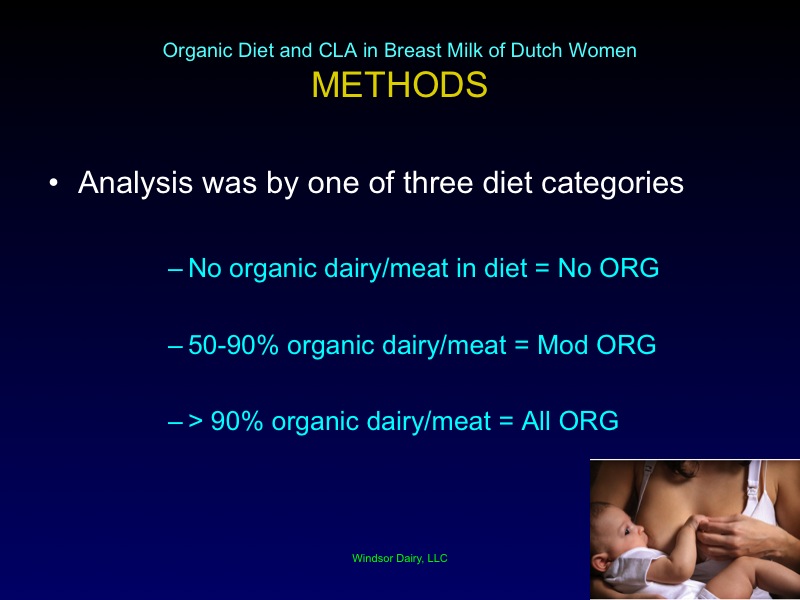 Organic Diet and CLA in Breast Milk of Dutch Women
METHODS
• Analysis was by one of three diet categories
– No organic dairy/meat in diet = No ORG
– 50-90% organic dairy/meat = Mod ORG
– > 90% organic dairy/meat = All ORG
Windsor Dairy, LLC